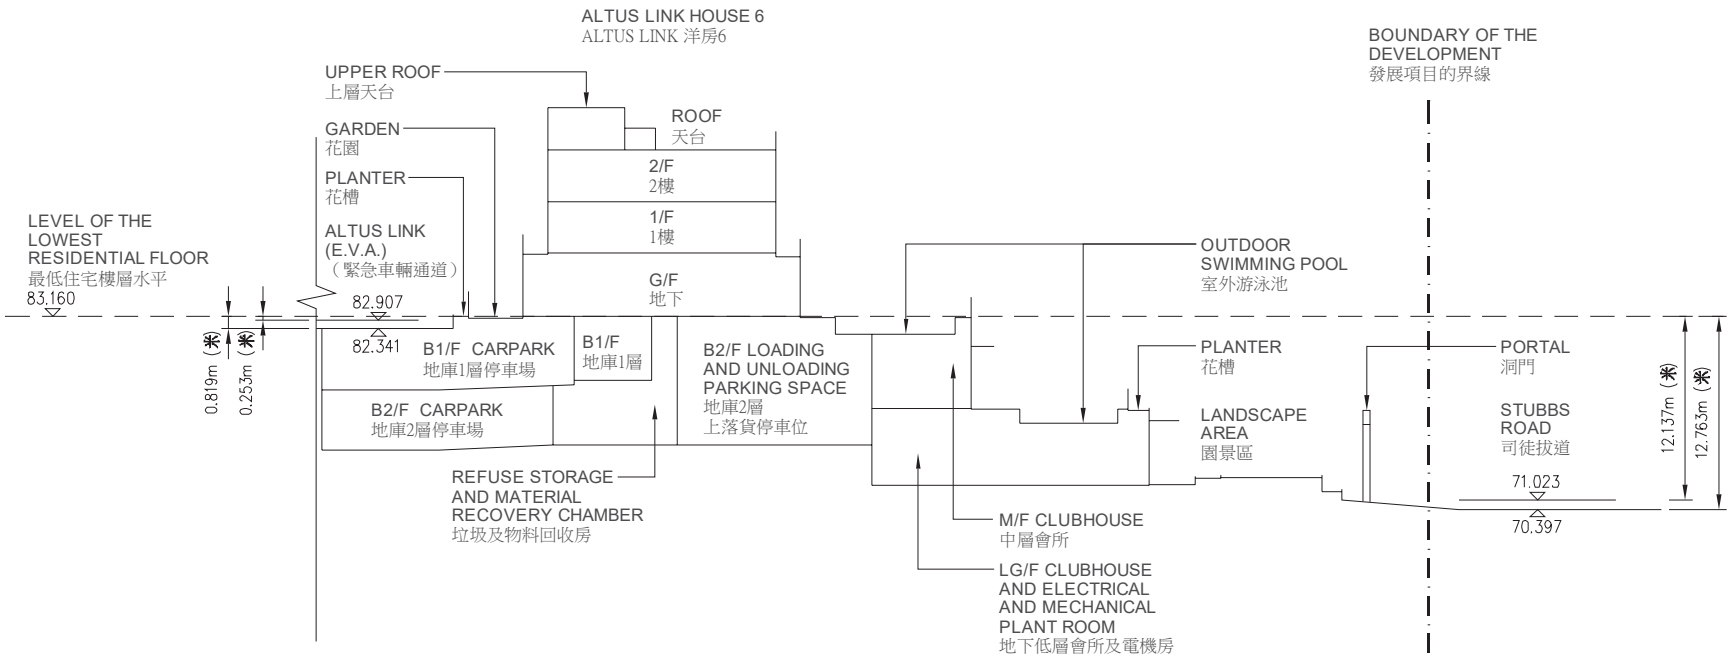 ALTUS LINK HOUSE 6
ALTUS LINK 洋房6
BOUNDARY OF THE
DEVELOPMENT
發展項目的界線
UPPER ROOF
上層天台
GARDEN
花園
PLANTER
花槽
ALTUS LINK
(E.V.A.)
（緊急車輛通道）
LEVEL OF THE
LOWEST
RESIDENTIAL FLOOR
最低住宅樓層水平
83.160
ROOF
天台
2/F
2樓
1/F
1樓
G/F
地下
82.907
82.341
0.819m (米)
0.253m (米)
B1/F CARPARK
地庫1層停車場
B1/F
地庫1層
B2/F CARPARK
地庫2層停車場
B2/F LOADING
AND UNLOADING
PARKING SPACE
地庫2層
上落貨停車位
REFUSE STORAGE
AND MATERIAL
RECOVERY CHAMBER
垃圾及物料回收房
OUTDOOR
SWIMMING POOL
室外游泳池
PLANTER
花槽
LANDSCAPE
AREA
園景區
M/F CLUBHOUSE
中層會所
LG/F CLUBHOUSE
AND ELECTRICAL
AND MECHANICAL
PLANT ROOM
地下低層會所及電機房
PORTAL
洞門
STUBBS
ROAD
司徒拔道
71.023
70.397
12.137m (米)
12.763m (米)